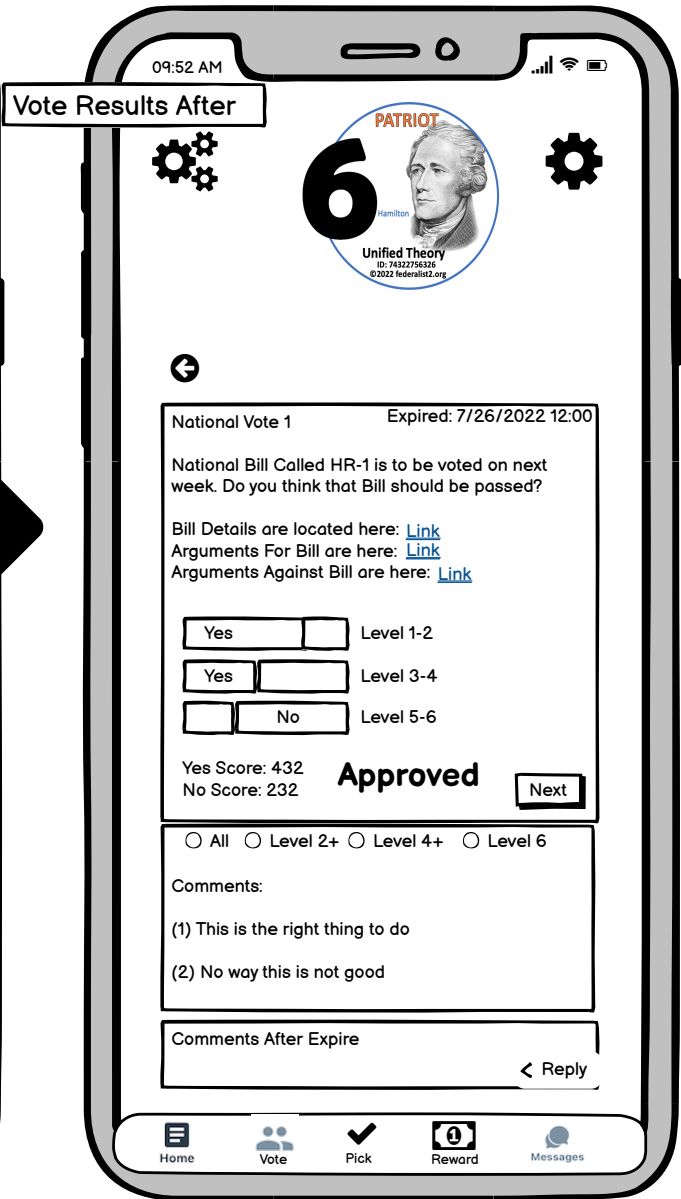 09:52 AM
Vote Results After
PATRIOT
6
Hamilton
Unified Theory
ID: 74322756326
©2022 federalist2.org
National Vote 1
Expired: 7/26/2022 12:00
National Bill Called HR-1 is to be voted on next
week. Do you think that Bill should be passed?
Bill Details are located here: Link
Arguments For Bill are here: Link
Arguments Against Bill are here: Link
Yes Level 1-2
Yes Level 3-4
No Level 5-6
Yes Score: 432
No Score: 232
Approved
Next
All Level 2+ Level 4+ Level 6
Comments:
(1) This is the right thing to do
(2) No way this is not good
Comments After Expire
Reply
Home Vote Pick 1 Reward Messages